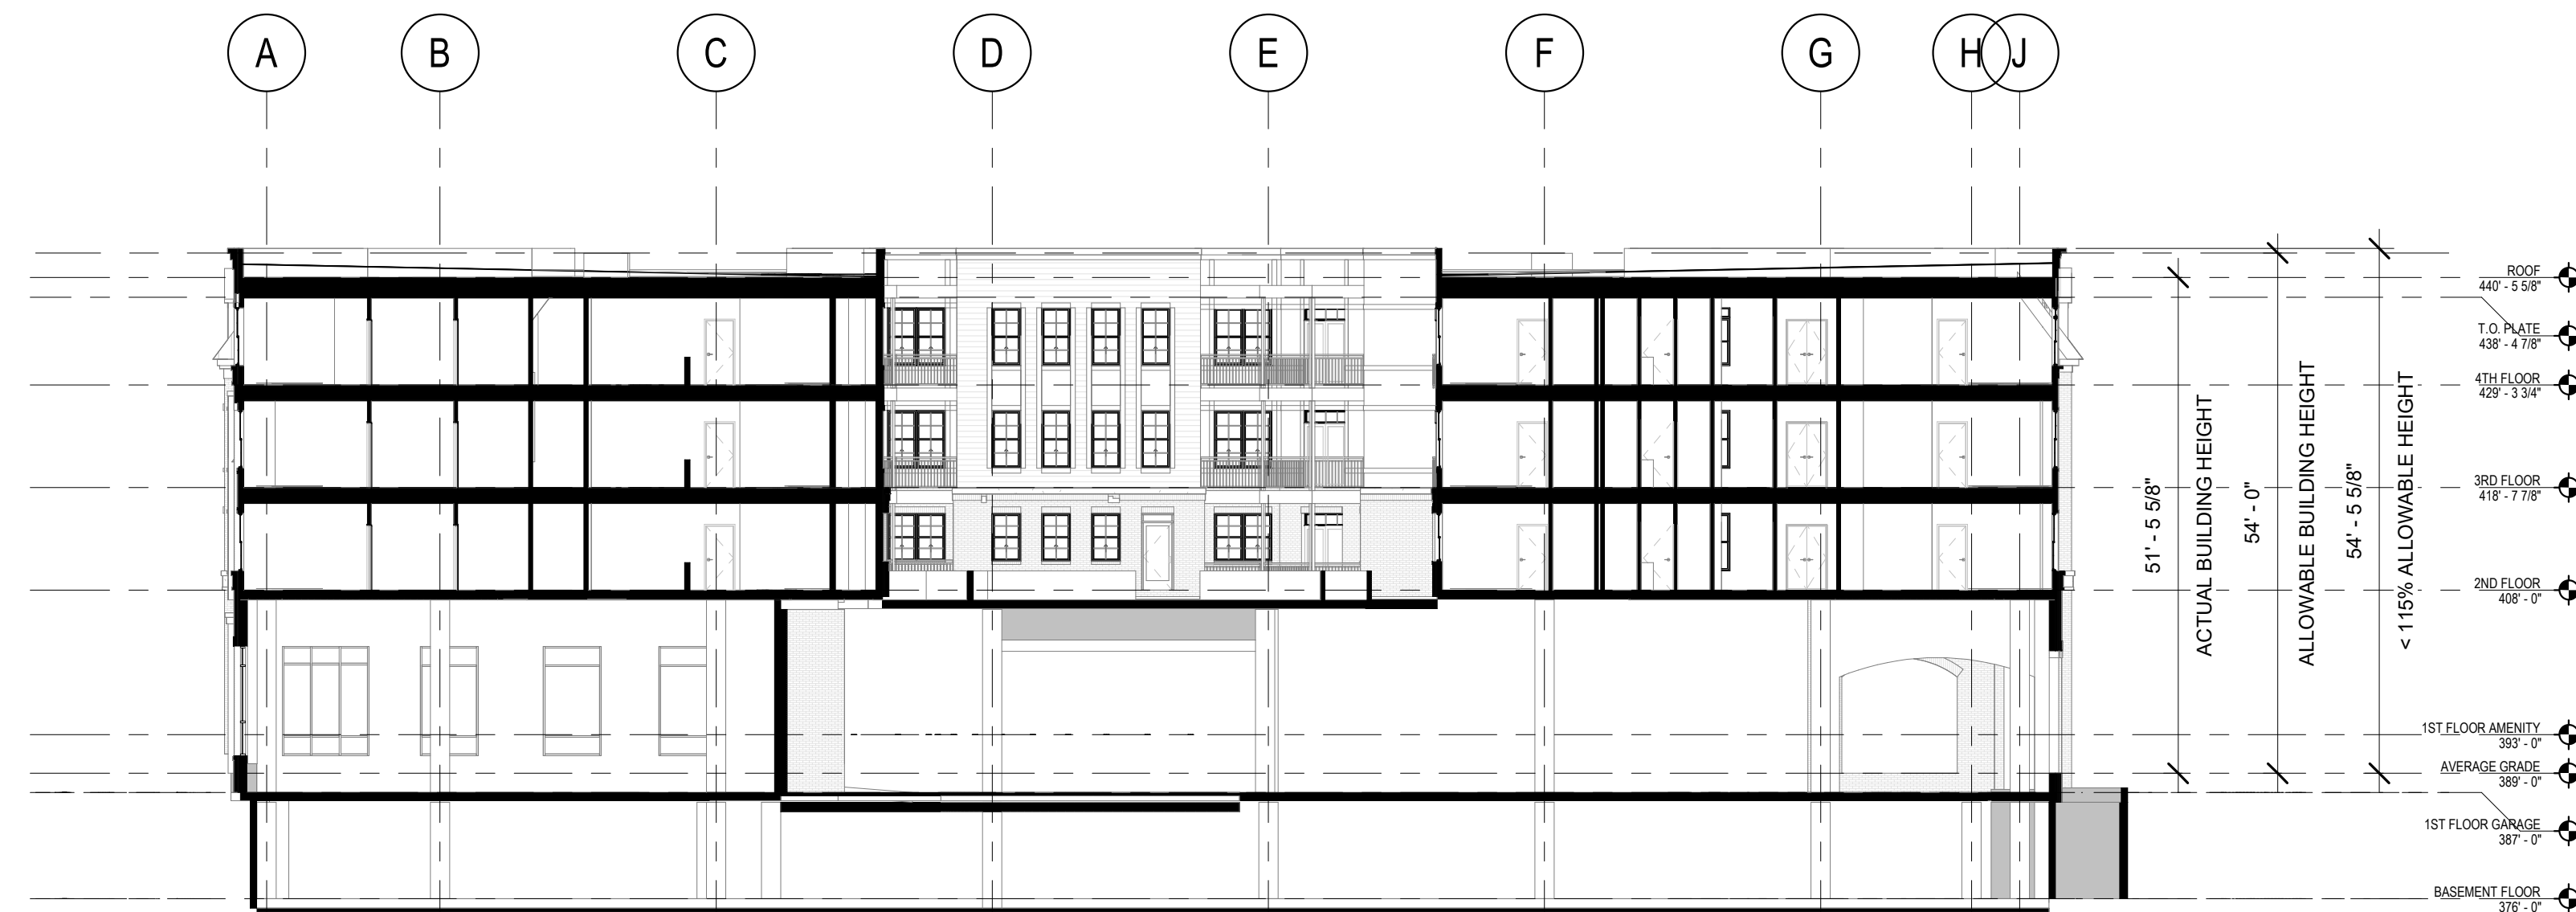 A
B
C
D
E
F
G
H
J
ROOF
440' - 5 5/8"
T.O. PLATE
438' - 4 7/8"
4TH FLOOR
429' - 3 3/4"
3RD FLOOR
418' - 7 7/8"
2ND FLOOR
408' - 0"
1ST FLOOR AMENITY
393' - 0"
AVERAGE GRADE
389' - 0"
1ST FLOOR GARAGE
387' - 0"
BASEMENT FLOOR
376' - 0"
51' - 5 5/8"
ACTUAL BUILDING HEIGHT
54' - 0"
ALLOWABLE BUILDING HEIGHT
54' - 5 5/8"
< 115% ALLOWABLE HEIGHT